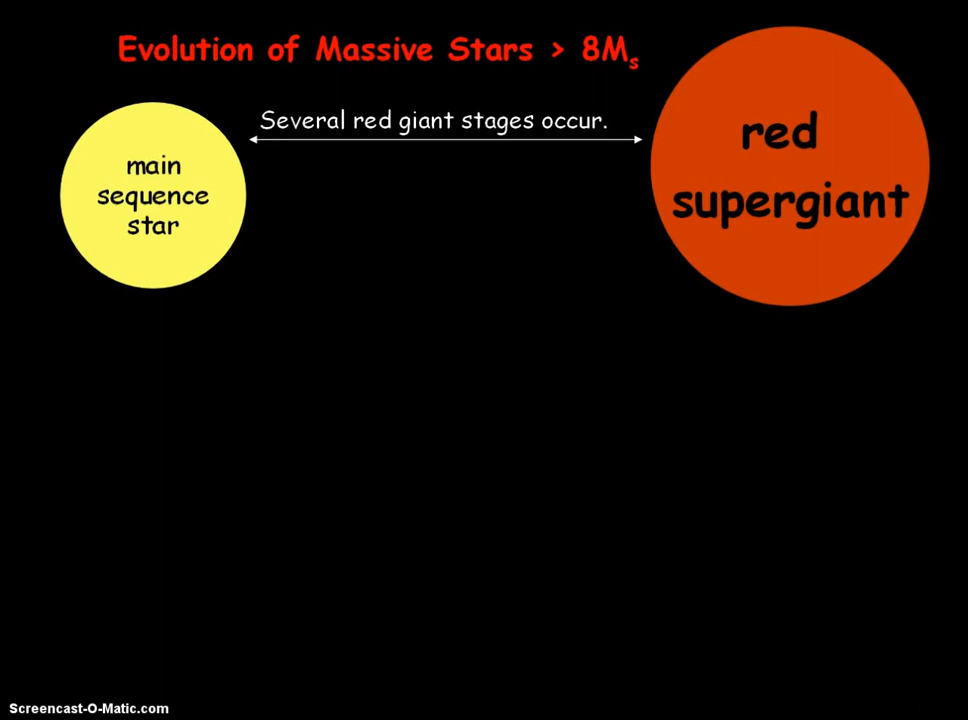 Evolution of Massive Stars > 8Ms
Several red giant stages occur.
main
sequence
star
red
supergiant
Screencast-O-Matic.com